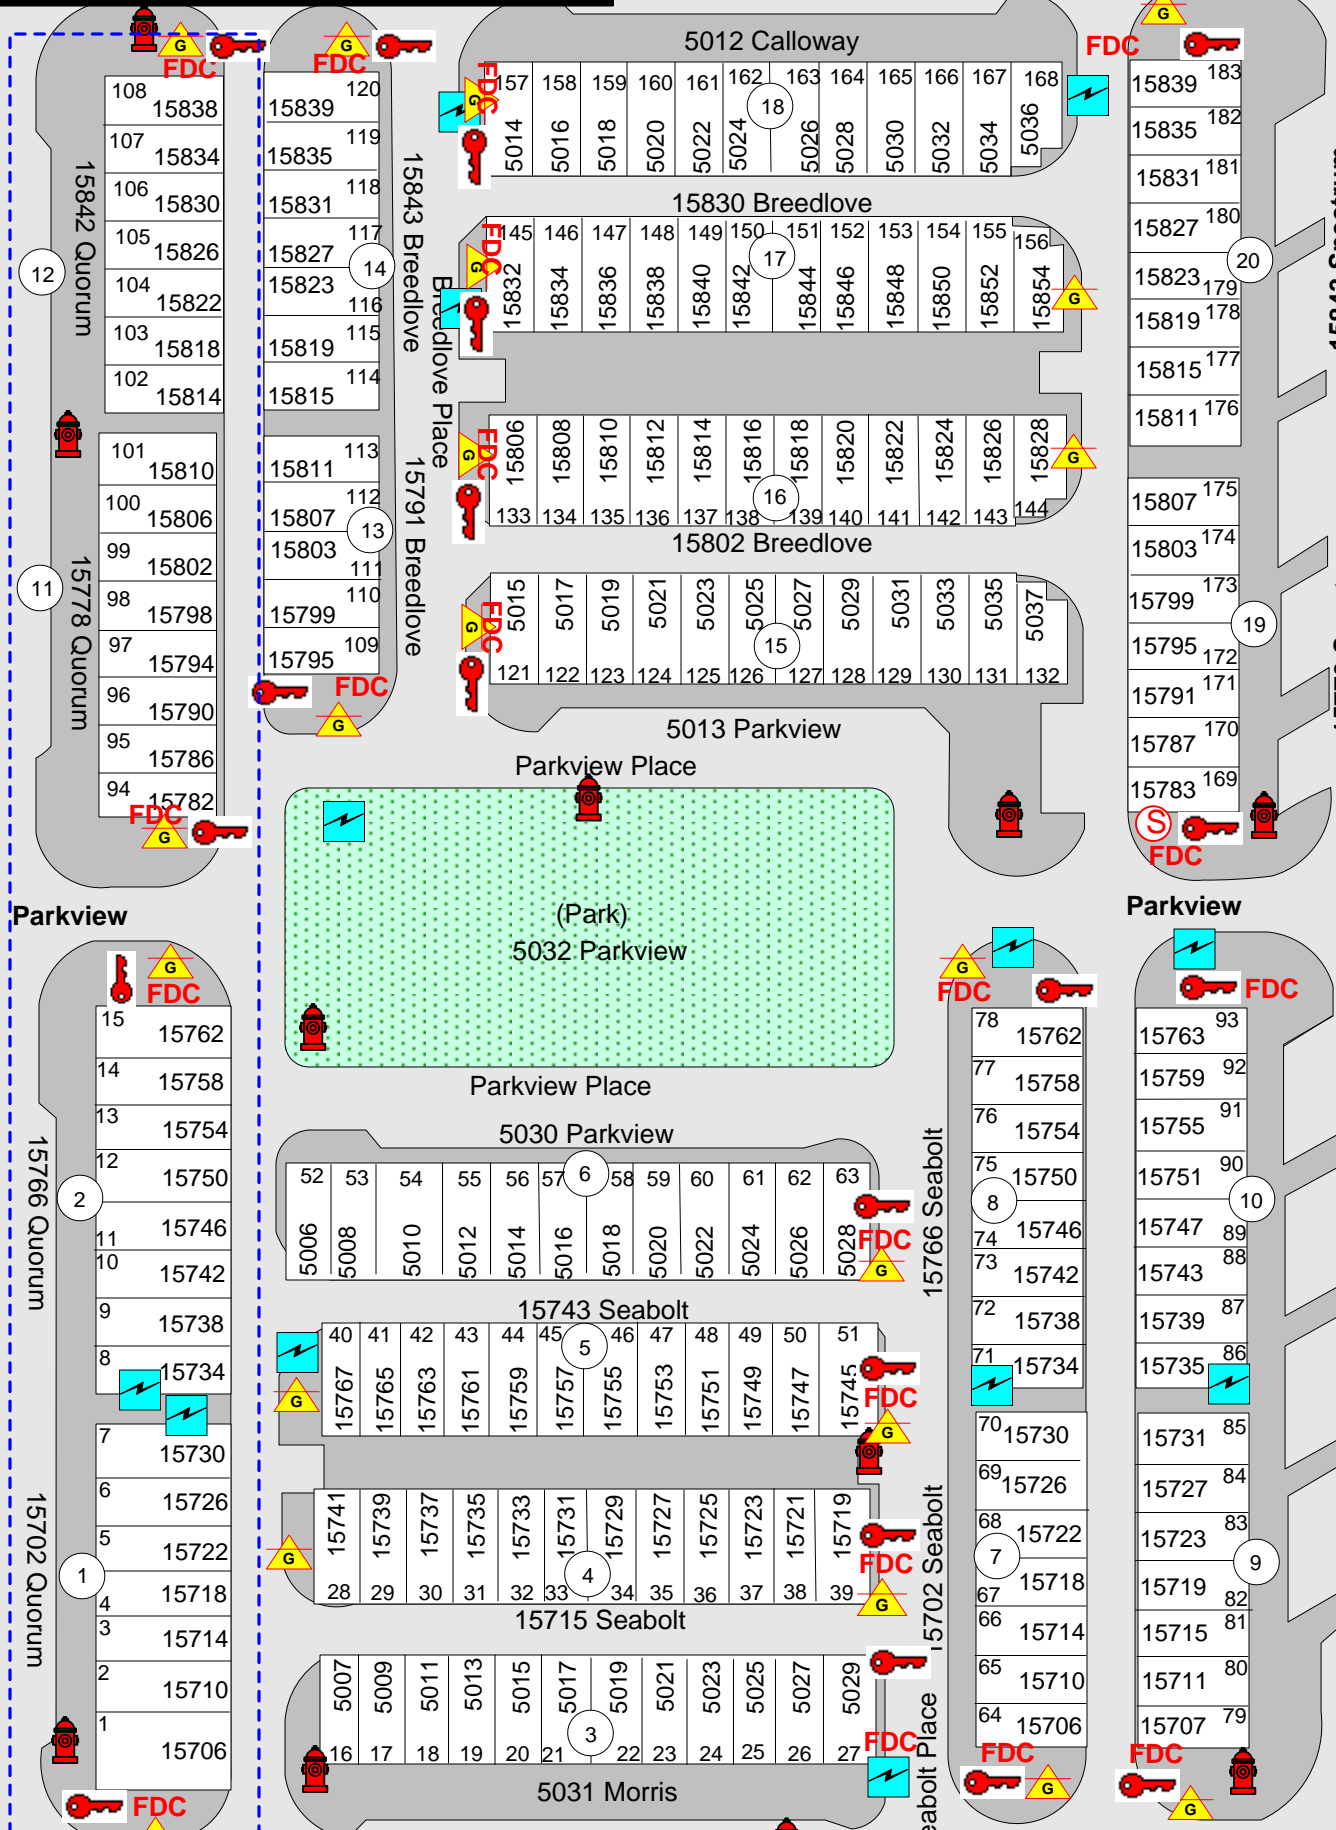 G
FDC
108
15838
107
15834
106
15830
105
15826
104
15822
103
15818
102
15814
15842 Quorum
12
101
15810
100
15806
99
15802
98
15798
97
15794
96
15790
95
15786
94
15782
15778 Quorum
11
FDC
G
G
FDC
120
15839
119
15835
118
15831
117
15827
14
15823
116
115
15819
114
15815
15843 Breedlove
113
15811
112
15807
13
15803
111
110
15799
109
15795
15791 Breedlove
FDC
G
Breedlove Place
5012 Calloway
FDC
G
157 158 159 160 161 162 163 164 165 166 167 168
18
5014 5016 5018 5020 5022 5024 5026 5028 5030 5032 5034 5036
15830 Breedlove
FDC
G
145 146 147 148 149 150 151 152 153 154 155 156
17
15832 15834 15836 15838 15840 15842 15844 15846 15848 15850 15852 15854
G
FDC
G
15806 15808 15810 15812 15814 15816 15818 15820 15822 15824 15826 15828
G
16
133 134 135 136 137 138 139 140 141 142 143 144
15802 Breedlove
FDC
G
5015 5017 5019 5021 5023 5025 5027 5029 5031 5033 5035 5037
15
121 122 123 124 125 126 127 128 129 130 131 132
5013 Parkview
Parkview Place
(Park)
5032 Parkview
Parkview Place
G
FDC
183
15839
182
15835
181
15831
180
15827
20
15823
179
178
15819
177
15815
176
15811
175
15807
174
15803
173
15799
19
15795
172
171
15791
170
15787
169
15783
S
FDC
Parkview
Parkview
G
FDC
15
15762
14
15758
13
15754
12
15750
2
15746
11
10
15742
9
15738
8
15734
15766 Quorum
7
15730
6
15726
5
15722
1
15718
4
3
15714
2
15710
1
15706
15702 Quorum
FDC
5030 Parkview
52 53 54 55 56 57 58 59 60 61 62 63
6
5006 5008 5010 5012 5014 5016 5018 5020 5022 5024 5026 5028
FDC
G
15743 Seabolt
40 41 42 43 44 45 46 47 48 49 50 51
5
15767 15765 15763 15761 15759 15757 15755 15753 15751 15749 15747 15745
G
FDC
G
15741 15739 15737 15735 15733 15731 15729 15727 15725 15723 15721 15719
4
28 29 30 31 32 33 34 35 36 37 38 39
G
FDC
G
15715 Seabolt
5007 5009 5011 5013 5015 5017 5019 5021 5023 5025 5027 5029
3
16 17 18 19 20 21 22 23 24 25 26 27
FDC
5031 Morris
15766 Seabolt
15702 Seabolt
G
FDC
78
15762
77
15758
76
15754
75
15750
8
15746
74
73
15742
72
15738
71
15734
70
15730
69
15726
68
15722
7
15718
67
66
15714
65
15710
64
15706
FDC
G
FDC
93
15763
92
15759
91
15755
90
15751
10
15747
89
88
15743
87
15739
86
15735
85
15731
84
15727
83
15723
9
15719
82
81
15715
80
15711
79
15707
FDC
G